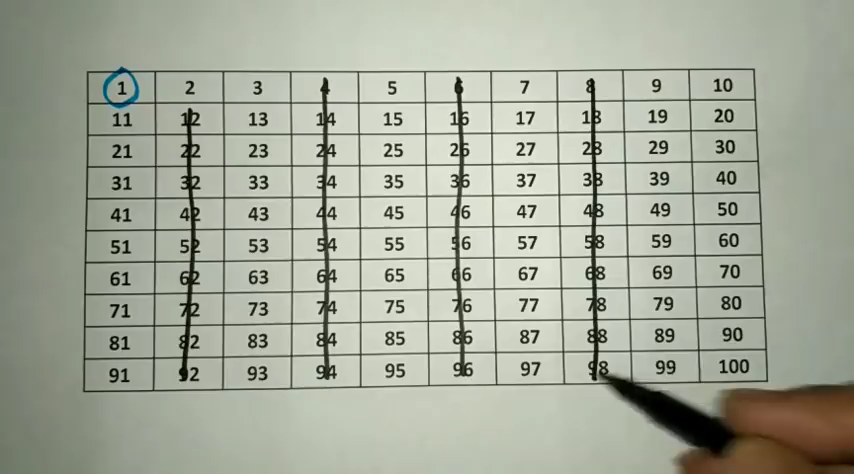 1 2 3 4 5 6 7 8 9 10
11 12 13 14 15 16 17 18 19 20
21 22 23 24 25 26 27 28 29 30
31 32 33 34 35 36 37 38 39 40
41 42 43 44 45 46 47 48 49 50
51 52 53 54 55 56 57 58 59 60
61 62 63 64 65 66 67 68 69 70
71 72 73 74 75 76 77 78 79 80
81 82 83 84 85 86 87 88 89 90
91 92 93 94 95 96 97 98 99 100